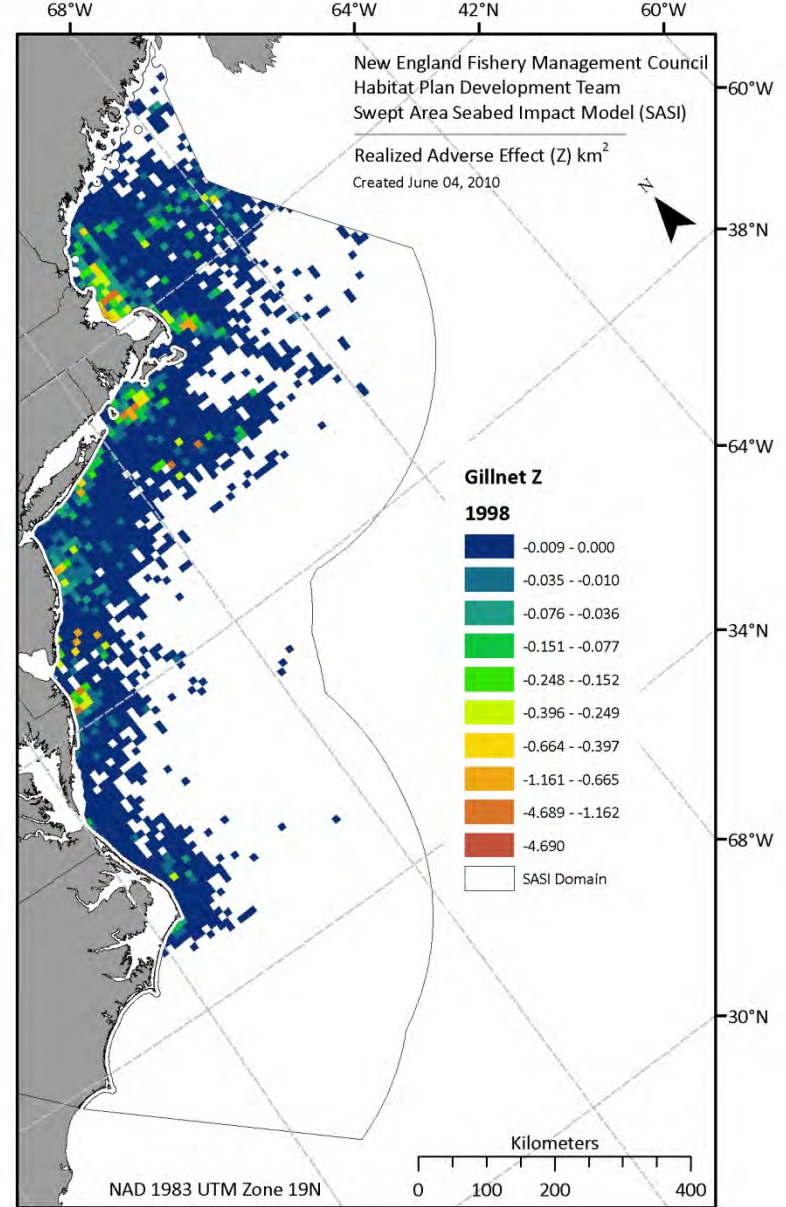 68°W 64°W 42°N 60°W
New England Fishery Management Council
Habitat Plan Development Team
Swept Area Seabed Impact Model (SASI)
Realized Adverse Effect (Z) km²
Created June 04, 2010
N
60°W
38°N
64°W
34°N
68°W
30°N
Gillnet Z
1998
-0.009 - 0.000
-0.035 - -0.010
-0.076 - -0.036
-0.151 - -0.077
-0.248 - -0.152
-0.396 - -0.249
-0.664 - -0.397
-1.161 - -0.665
-4.689 - -1.162
-4.690
SASI Domain
Kilometers
0 100 200 400
NAD 1983 UTM Zone 19N